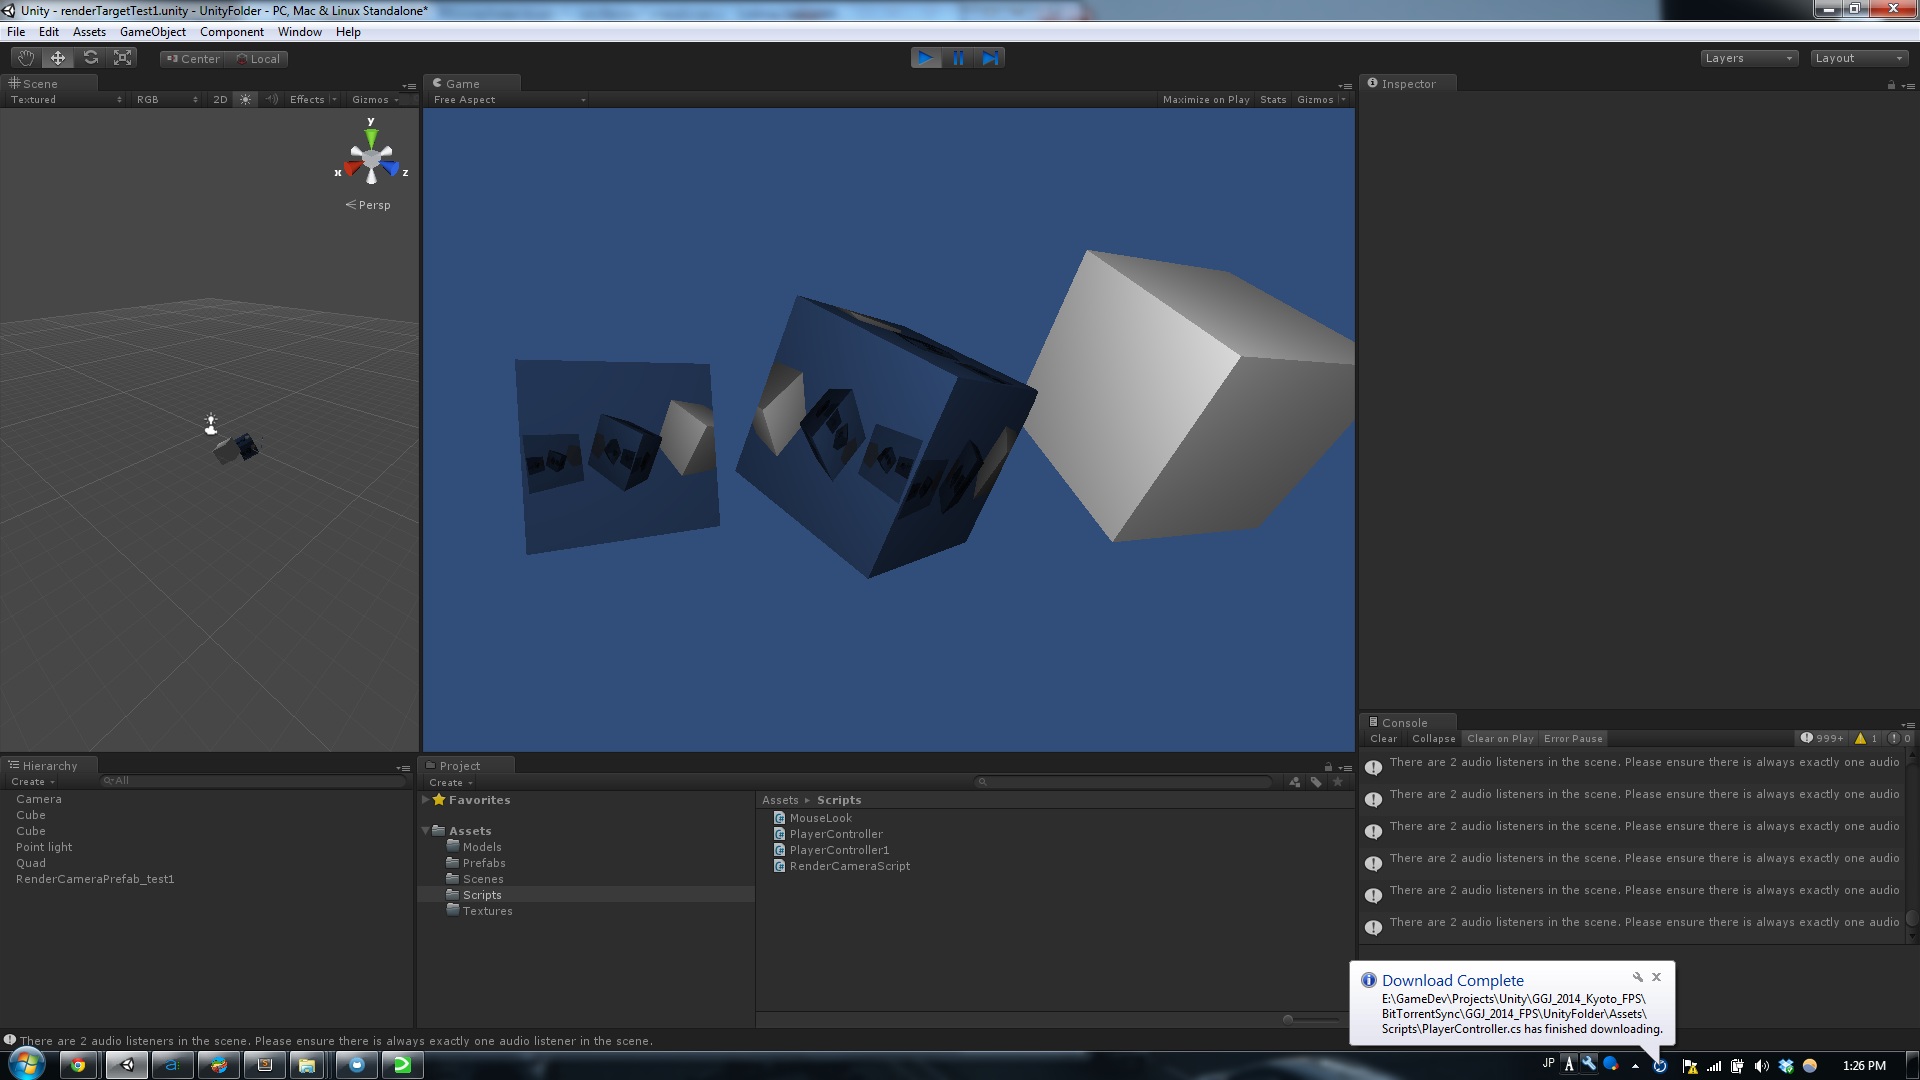 Unity - renderTargetTest1.unity - UnityFolder - PC, Mac & Linux Standalone*
File Edit Assets GameObject Component Window Help
Center Local
Layers Layout
Scene
Textured RGB 2D Effects Gizmos
y
x z
Persp
Game
Free Aspect Maximize on Play Stats Gizmos
Inspector
Hierarchy
Create All
Camera
Cube
Cube
Point light
Quad
RenderCameraPrefab_test1
Project
Create
Favorites
Assets
Models
Prefabs
Scenes
Scripts
Textures
Assets Scripts
MouseLook
PlayerController
PlayerController1
RenderCameraScript
Console
Clear Collapse Clear on Play Error Pause 999+ 1 0
There are 2 audio listeners in the scene. Please ensure there is always exactly one audio
There are 2 audio listeners in the scene. Please ensure there is always exactly one audio
There are 2 audio listeners in the scene. Please ensure there is always exactly one audio
There are 2 audio listeners in the scene. Please ensure there is always exactly one audio
There are 2 audio listeners in the scene. Please ensure there is always exactly one audio
There are 2 audio listeners in the scene. Please ensure there is always exactly one audio
Download Complete
E:\GameDev\Projects\Unity\GGJ_2014_Kyoto_FPS\
BitTorrentSync\GGJ_2014_FPS\UnityFolder\Assets\
Scripts\PlayerController.cs has finished downloading.
There are 2 audio listeners in the scene. Please ensure there is always exactly one audio listener in the scene.
JP A 1:26 PM